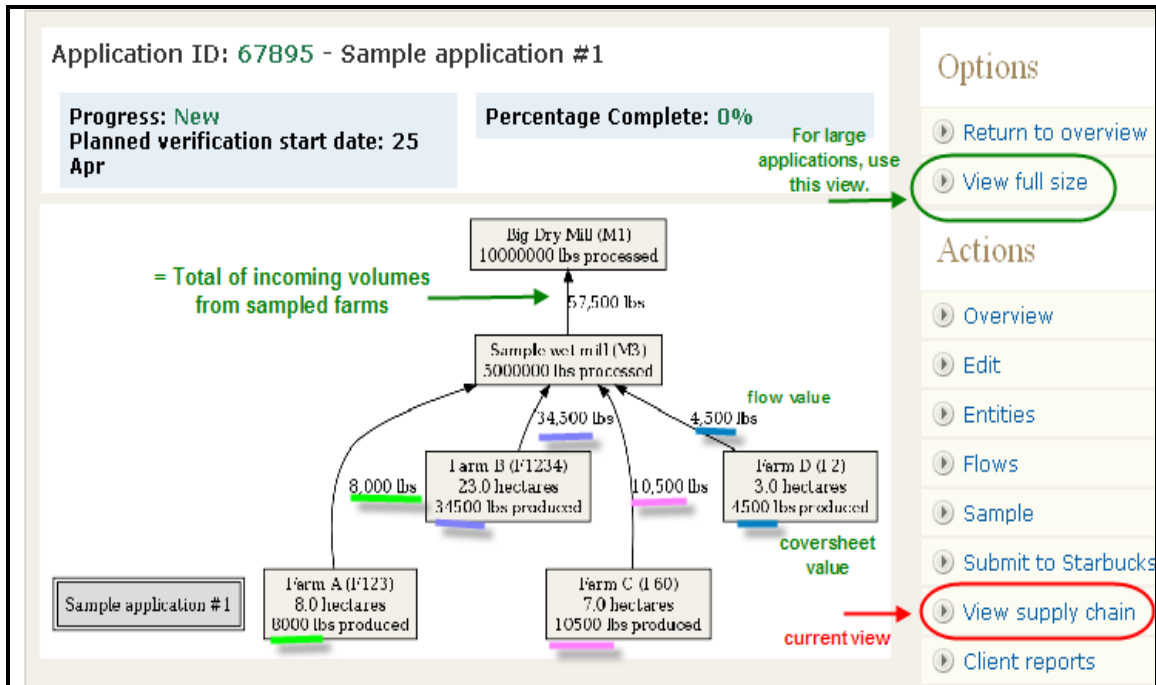 Application ID: 67895 - Sample application #1
Progress: New
Planned verification start date: 25
Apr
Percentage Complete: 0%
For large
applications, use
this view.
Big Dry Mill (M1)
10000000 lbs processed
= Total of incoming volumes
from sampled farms
57,500 lbs
Sample wet mill (M3)
5000000 lbs processed
flow value
34,500 lbs
4,500 lbs
8,000 lbs
Farm B (F1234)
23.0 hectares
34500 lbs produced
10,500 lbs
Farm D (F2)
3.0 hectares
4500 lbs produced
coversheet
value
Sample application #1
Farm A (F123)
8.0 hectares
8000 lbs produced
Farm C (F60)
7.0 hectares
10500 lbs produced
current view
Options
Return to overview
View full size
Actions
Overview
Edit
Entities
Flows
Sample
Submit to Starbucks
View supply chain
Client reports